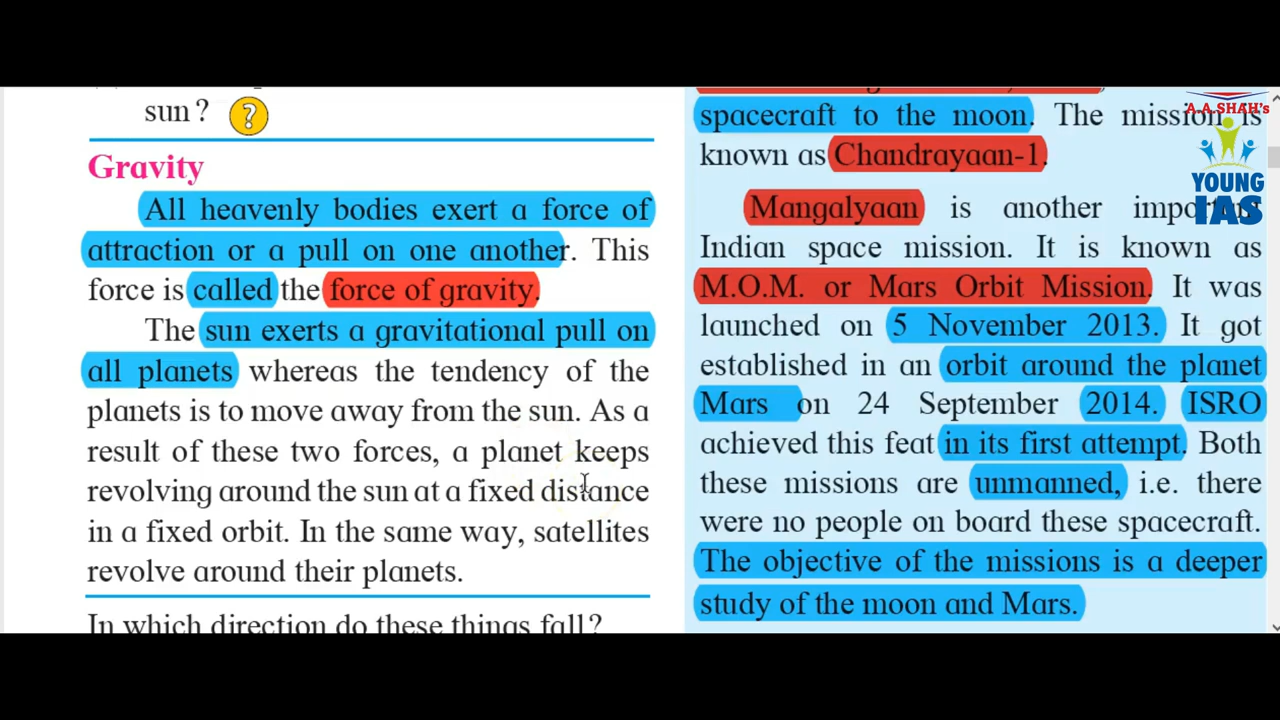 sun? ?
Gravity
All heavenly bodies exert a force of
attraction or a pull on one another. This
force is called the force of gravity.
The sun exerts a gravitational pull on
all planets whereas the tendency of the
planets is to move away from the sun. As a
result of these two forces, a planet keeps
revolving around the sun at a fixed distance
in a fixed orbit. In the same way, satellites
revolve around their planets.
In which direction do these things fall?
spacecraft to the moon. The mission is
known as Chandrayaan-1.
Mangalyaan is another important
Indian space mission. It is known as
M.O.M. or Mars Orbit Mission. It was
launched on 5 November 2013. It got
established in an orbit around the planet
Mars on 24 September 2014. ISRO
achieved this feat in its first attempt. Both
these missions are unmanned, i.e. there
were no people on board these spacecraft.
The objective of the missions is a deeper
study of the moon and Mars.
A.A.SHAH's
YOUNG
IAS